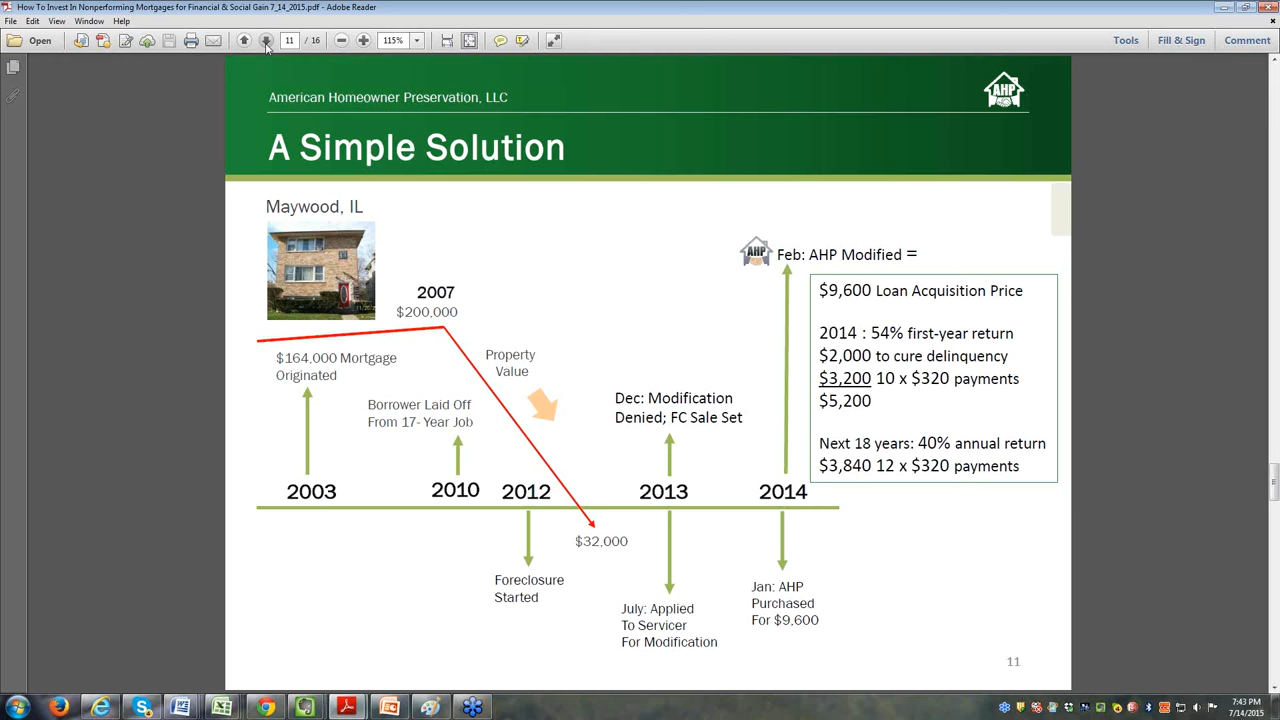 How To Invest In Nonperforming Mortgages for Financial & Social Gain 7_14_2015.pdf - Adobe Reader
File Edit View Window Help
Open 11 / 16 115% Tools Fill & Sign Comment
American Homeowner Preservation, LLC
AHP
A Simple Solution
Maywood, IL
AHP Feb: AHP Modified =
$9,600 Loan Acquisition Price
2014 : 54% first-year return
$2,000 to cure delinquency
$3,200 10 x $320 payments
$5,200
Next 18 years: 40% annual return
$3,840 12 x $320 payments
2007
$200,000
$164,000 Mortgage
Originated
Property
Value
Borrower Laid Off
From 17- Year Job
Dec: Modification
Denied; FC Sale Set
2003 2010 2012 2013 2014
$32,000
Foreclosure
Started
July: Applied
To Servicer
For Modification
Jan: AHP
Purchased
For $9,600
11
7:43 PM
7/14/2015